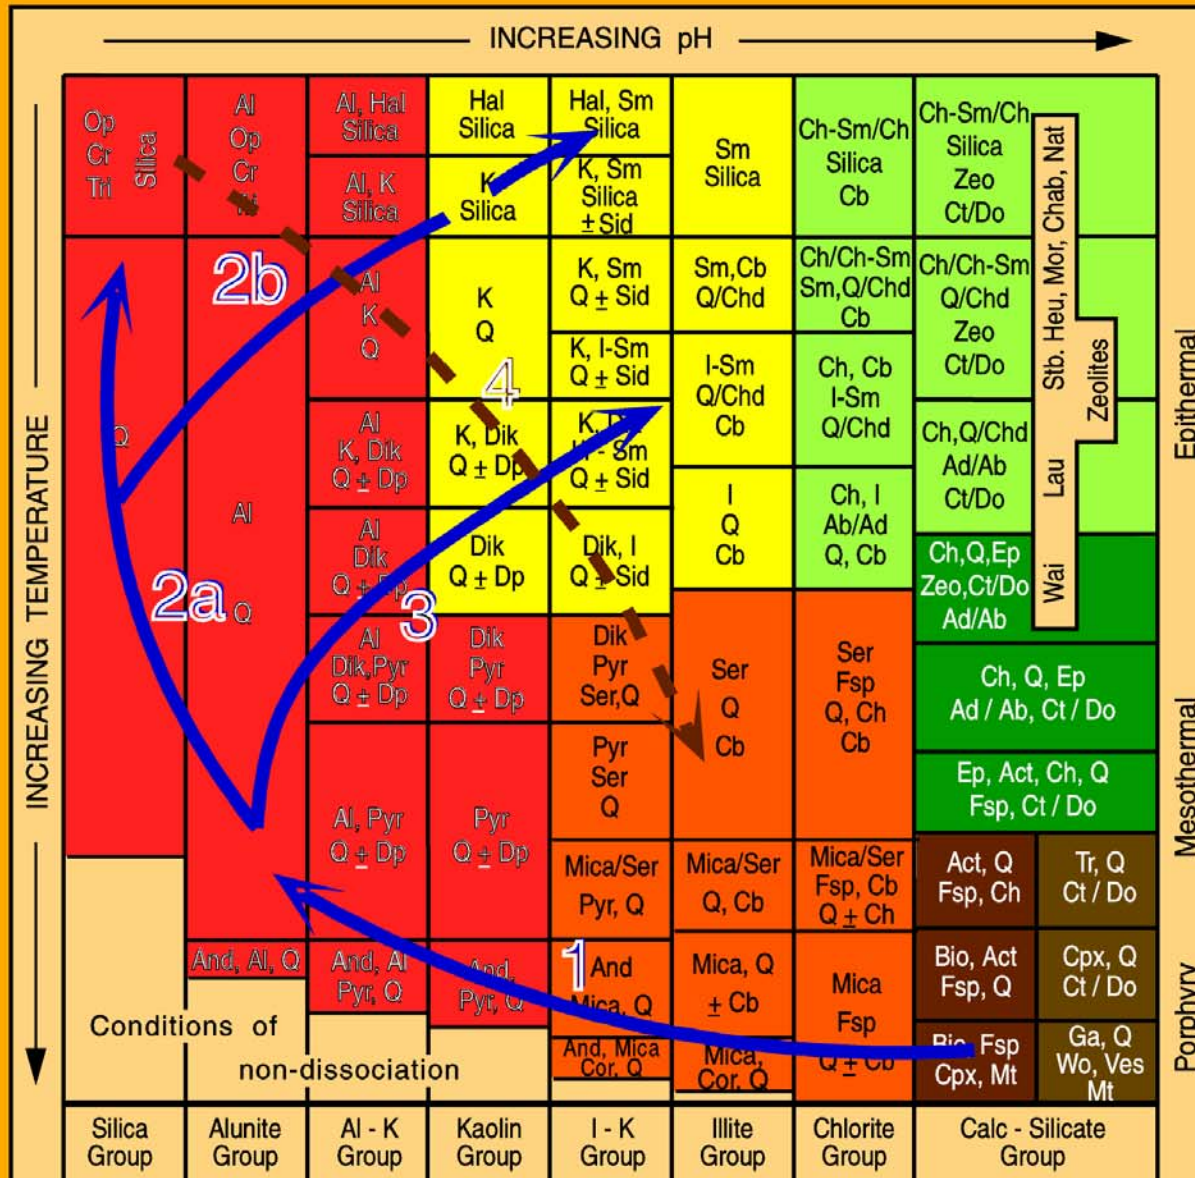 INCREASING pH
INCREASING TEMPERATURE
Op
Cr
Tri
Silica
Q
Al
Op
Cr
Al
Q
And, Al, Q
Al, Hal
Silica
Al, K
Silica
Al
K
Q
Al
K, Dik
Q ± Dp
Al
Dik
Q ± Dp
Al
Dik,Pyr
Q ± Dp
Al, Pyr
Q ± Dp
And, Al
Pyr, Q
Hal
Silica
K
Silica
K
Q
K, Dik
Q ± Dp
Dik
Q ± Dp
Dik
Pyr
Q ± Dp
Pyr
Q ± Dp
And,
Pyr, Q
Hal, Sm
Silica
K, Sm
Silica
± Sid
K, Sm
Q ± Sid
K, I-Sm
Q ± Sid
K,
- Sm
Q ± Sid
Dik, I
Q ± Sid
Dik
Pyr
Ser,Q
Pyr
Ser
Q
Mica/Ser
Pyr, Q
And
Mica, Q
And, Mica
Cor, Q
Sm
Silica
Sm,Cb
Q/Chd
I-Sm
Q/Chd
Cb
I
Q
Cb
Ser
Q
Cb
Mica/Ser
Q, Cb
Mica, Q
± Cb
Mica,
Cor, Q
Ch-Sm/Ch
Silica
Cb
Ch/Ch-Sm
Sm,Q/Chd
Cb
Ch, Cb
I-Sm
Q/Chd
Ch, I
Ab/Ad
Q, Cb
Ser
Fsp
Q, Ch
Cb
Mica/Ser
Fsp, Cb
Q ± Ch
Mica
Fsp
Q ± Cb
Ch-Sm/Ch
Silica
Zeo
Ct/Do
Ch/Ch-Sm
Q/Chd
Zeo
Ct/Do
Ch,Q/Chd
Ad/Ab
Ct/Do
Ch,Q,Ep
Zeo,Ct/Do
Ad/Ab
Ch, Q, Ep
Ad / Ab, Ct / Do
Ep, Act, Ch, Q
Fsp, Ct / Do
Act, Q
Fsp, Ch
Bio, Act
Fsp, Q
Bio, Fsp
Cpx, Mt
Tr, Q
Ct / Do
Cpx, Q
Ct / Do
Ga, Q
Wo, Ves
Mt
Wai Lau Stb. Heu, Mor, Chab, Nat
Zeolites
Epithermal
Mesothermal
Porphyry
2b
4
2a
3
1
Conditions of
non-dissociation
Silica
Group
Alunite
Group
Al - K
Group
Kaolin
Group
I - K
Group
Illite
Group
Chlorite
Group
Calc - Silicate
Group